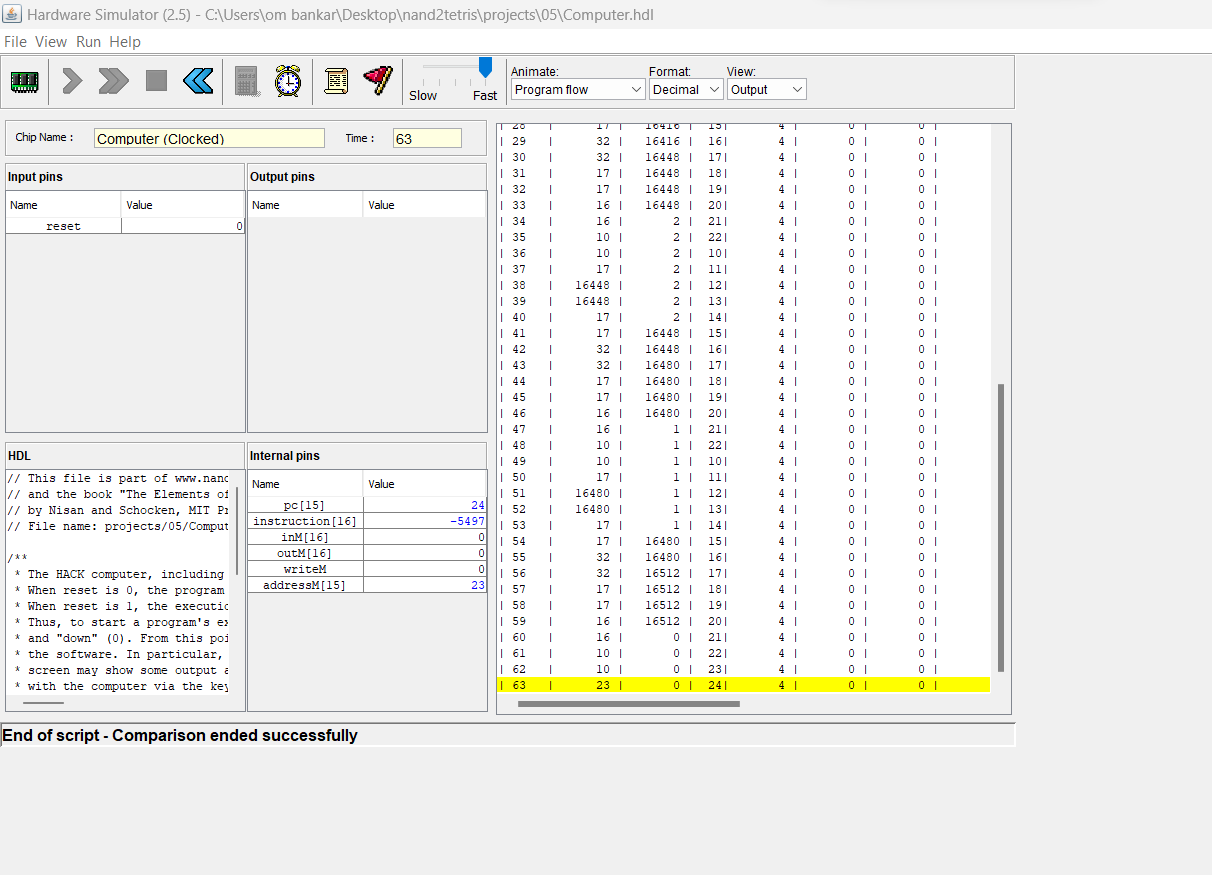 Hardware Simulator (2.5) - C:\Users\om bankar\Desktop\nand2tetris\projects\05\Computer.hdl
File View Run Help
Slow Fast
Animate: Format: View:
Program flow Decimal Output
Chip Name : Computer (Clocked) Time : 63
Input pins
Name Value
reset 0
Output pins
Name Value
HDL
// This file is part of www.nand
// and the book "The Elements of
// by Nisan and Schocken, MIT Pr
// File name: projects/05/Comput
/**
* The HACK computer, including
* When reset is 0, the program
* When reset is 1, the executio
* Thus, to start a program's ex
* and "down" (0). From this poi
* the software. In particular,
* screen may show some output a
* with the computer via the key
Internal pins
Name Value
pc[15] 24
instruction[16] -5497
inM[16] 0
outM[16] 0
writeM 0
addressM[15] 23
| 28 | 17 | 16416 | 15| 4 | 0 | 0 |
| 29 | 32 | 16416 | 16| 4 | 0 | 0 |
| 30 | 32 | 16448 | 17| 4 | 0 | 0 |
| 31 | 17 | 16448 | 18| 4 | 0 | 0 |
| 32 | 17 | 16448 | 19| 4 | 0 | 0 |
| 33 | 16 | 16448 | 20| 4 | 0 | 0 |
| 34 | 16 | 2 | 21| 4 | 0 | 0 |
| 35 | 10 | 2 | 22| 4 | 0 | 0 |
| 36 | 10 | 2 | 10| 4 | 0 | 0 |
| 37 | 17 | 2 | 11| 4 | 0 | 0 |
| 38 | 16448 | 2 | 12| 4 | 0 | 0 |
| 39 | 16448 | 2 | 13| 4 | 0 | 0 |
| 40 | 17 | 2 | 14| 4 | 0 | 0 |
| 41 | 17 | 16448 | 15| 4 | 0 | 0 |
| 42 | 32 | 16448 | 16| 4 | 0 | 0 |
| 43 | 32 | 16480 | 17| 4 | 0 | 0 |
| 44 | 17 | 16480 | 18| 4 | 0 | 0 |
| 45 | 17 | 16480 | 19| 4 | 0 | 0 |
| 46 | 16 | 16480 | 20| 4 | 0 | 0 |
| 47 | 16 | 1 | 21| 4 | 0 | 0 |
| 48 | 10 | 1 | 22| 4 | 0 | 0 |
| 49 | 10 | 1 | 10| 4 | 0 | 0 |
| 50 | 17 | 1 | 11| 4 | 0 | 0 |
| 51 | 16480 | 1 | 12| 4 | 0 | 0 |
| 52 | 16480 | 1 | 13| 4 | 0 | 0 |
| 53 | 17 | 1 | 14| 4 | 0 | 0 |
| 54 | 17 | 16480 | 15| 4 | 0 | 0 |
| 55 | 32 | 16480 | 16| 4 | 0 | 0 |
| 56 | 32 | 16512 | 17| 4 | 0 | 0 |
| 57 | 17 | 16512 | 18| 4 | 0 | 0 |
| 58 | 17 | 16512 | 19| 4 | 0 | 0 |
| 59 | 16 | 16512 | 20| 4 | 0 | 0 |
| 60 | 16 | 0 | 21| 4 | 0 | 0 |
| 61 | 10 | 0 | 22| 4 | 0 | 0 |
| 62 | 10 | 0 | 23| 4 | 0 | 0 |
| 63 | 23 | 0 | 24| 4 | 0 | 0 |
End of script - Comparison ended successfully